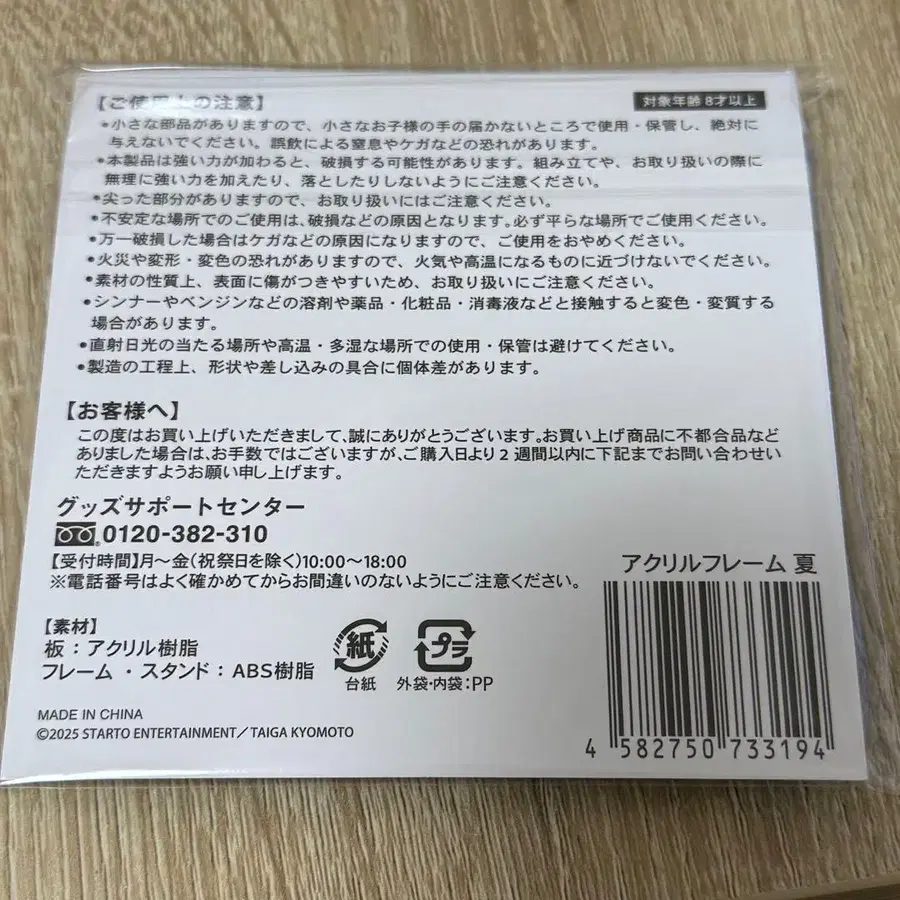 【ご使用上の注意】
対象年齢 8才以上
•小さな部品がありますので、小さなお子様の手の届かないところで使用・保管し、絶対に
与えないでください。誤飲による窒息やケガなどの恐れがあります。
•本製品は強い力が加わると、破損する可能性があります。組み立てや、お取り扱いの際に
無理に強い力を加えたり、落としたりしないようにご注意ください。
•尖った部分がありますので、お取り扱いにはご注意ください。
•不安定な場所でのご使用は、破損などの原因となります。必ず平らな場所でご使用ください。
•万一破損した場合はケガなどの原因になりますので、ご使用をおやめください。
•火災や変形・変色の恐れがありますので、火気や高温になるものに近づけないでください。
•素材の性質上、表面に傷がつきやすいため、お取り扱いにご注意ください。
•シンナーやベンジンなどの溶剤や薬品・化粧品・消毒液などと接触すると変色・変質する
場合があります。
•直射日光の当たる場所や高温・多湿な場所での使用・保管は避けてください。
•製造の工程上、形状や差し込みの具合に個体差があります。
【お客様へ】
この度はお買い上げいただきまして、誠にありがとうございます。お買い上げ商品に不都合品など
ありました場合は、お手数ではございますが、ご購入日より2週間以内に下記までお問い合わせい
ただきますようお願い申し上げます。
グッズサポートセンター
0120-382-310
【受付時間】月～金(祝祭日を除く)10:00～18:00
※電話番号はよく確かめてからお間違いのないようにご注意ください。
アクリルフレーム 夏
【素材】
板：アクリル樹脂
フレーム・スタンド：ABS樹脂
紙
台紙
プラ
外袋・内袋：PP
MADE IN CHINA
©2025 STARTO ENTERTAINMENT／TAIGA KYOMOTO
4 582750 733194